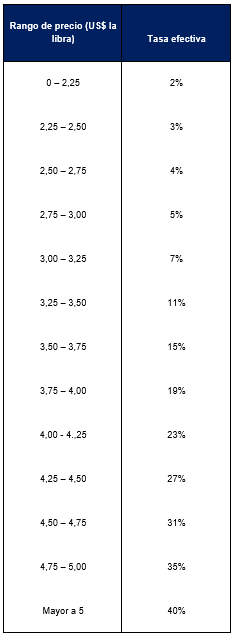 Rango de precio (US$ la
libra)
Tasa efectiva
0 – 2,25
2%
2,25 – 2,50
3%
2,50 – 2,75
4%
2,75 – 3,00
5%
3,00 – 3,25
7%
3,25 – 3,50
11%
3,50 – 3,75
15%
3,75 – 4,00
19%
4,00 - 4.,25
23%
4,25 – 4,50
27%
4,50 – 4,75
31%
4,75 – 5,00
35%
Mayor a 5
40%